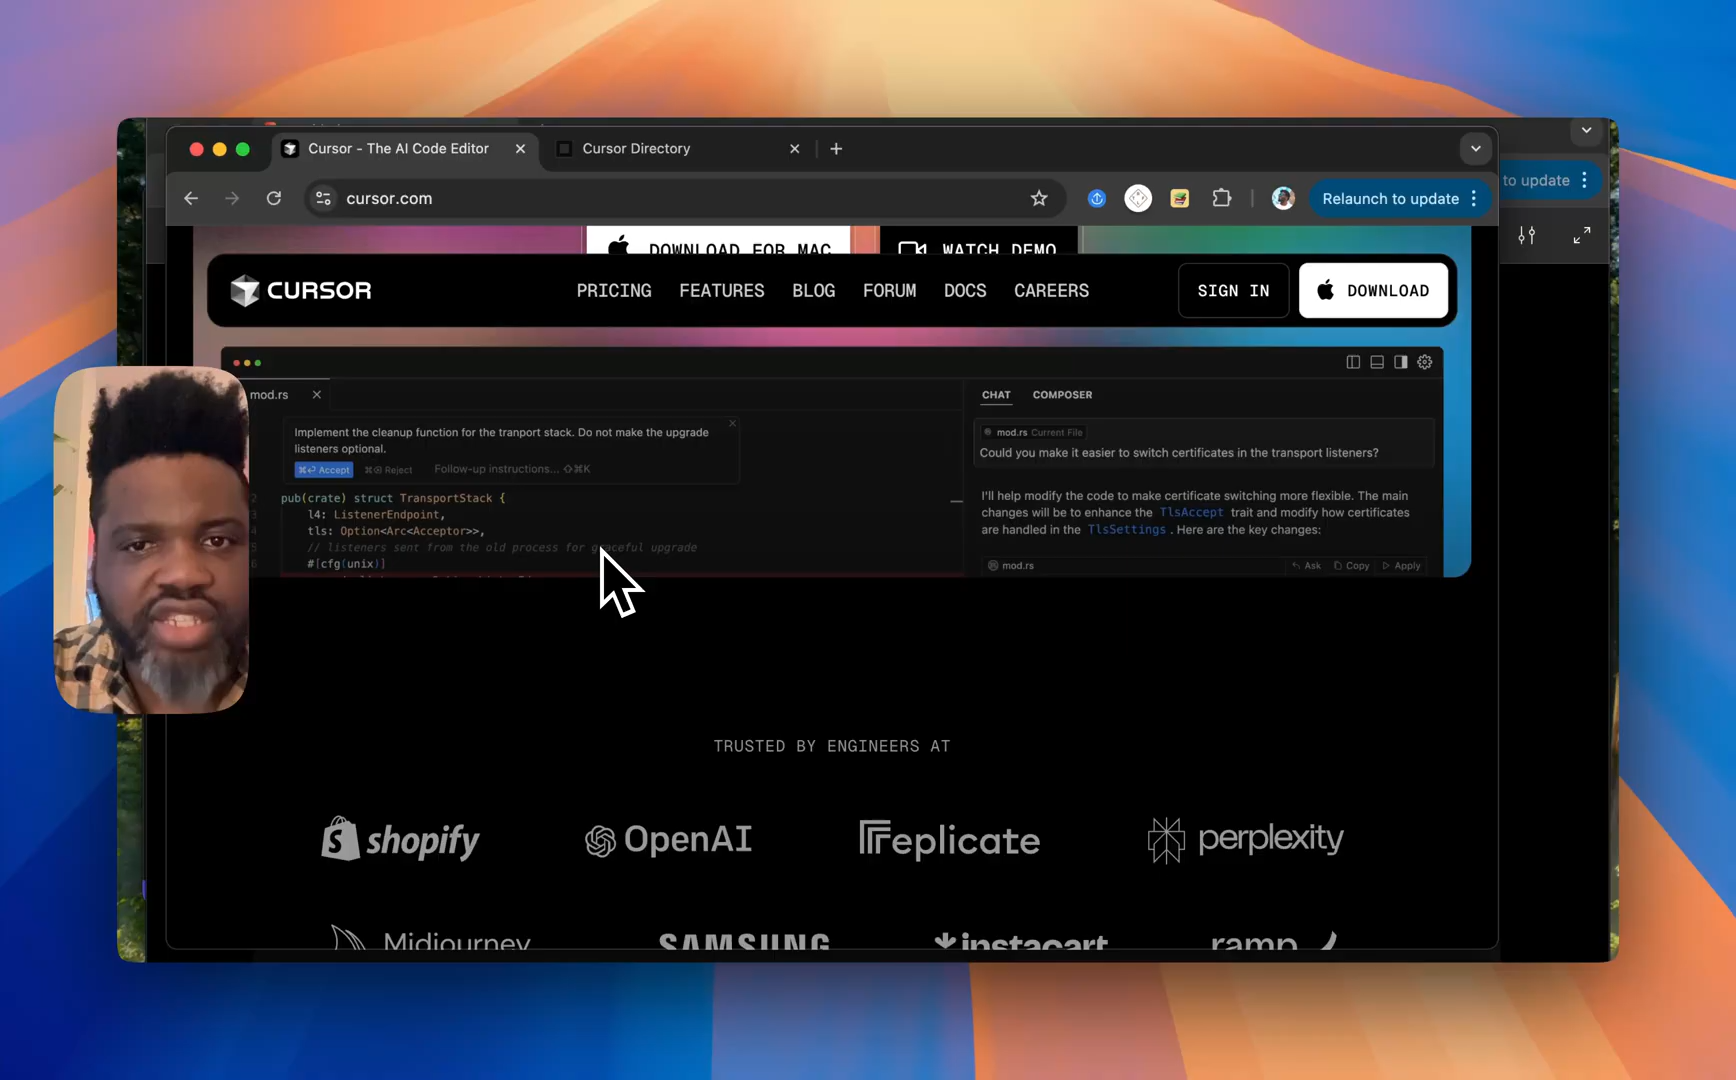 Cursor - The AI Code Editor
Cursor Directory
to update
cursor.com
Relaunch to update
DOWNLOAD FOR MAC
WATCH DEMO
CURSOR
PRICING
FEATURES
BLOG
FORUM
DOCS
CAREERS
SIGN IN
DOWNLOAD
mod.rs
Implement the cleanup function for the tranport stack. Do not make the upgrade
listeners optional.
⌘⏎ Accept
⌘⌫ Reject
Follow-up instructions... ⇧⌘K
2 pub(crate) struct TransportStack {
3 l4: ListenerEndpoint,
4 tls: Option<Arc<Acceptor>>,
5 // listeners sent from the old process for graceful upgrade
6 #[cfg(unix)]
CHAT
COMPOSER
mod.rs Current File
Could you make it easier to switch certificates in the transport listeners?
I'll help modify the code to make certificate switching more flexible. The main
changes will be to enhance the TlsAccept trait and modify how certificates
are handled in the TlsSettings . Here are the key changes:
mod.rs
Ask
Copy
Apply
TRUSTED BY ENGINEERS AT
shopify
OpenAI
Replicate
perplexity
Midjourney
SAMSUNG
instacart
ramp